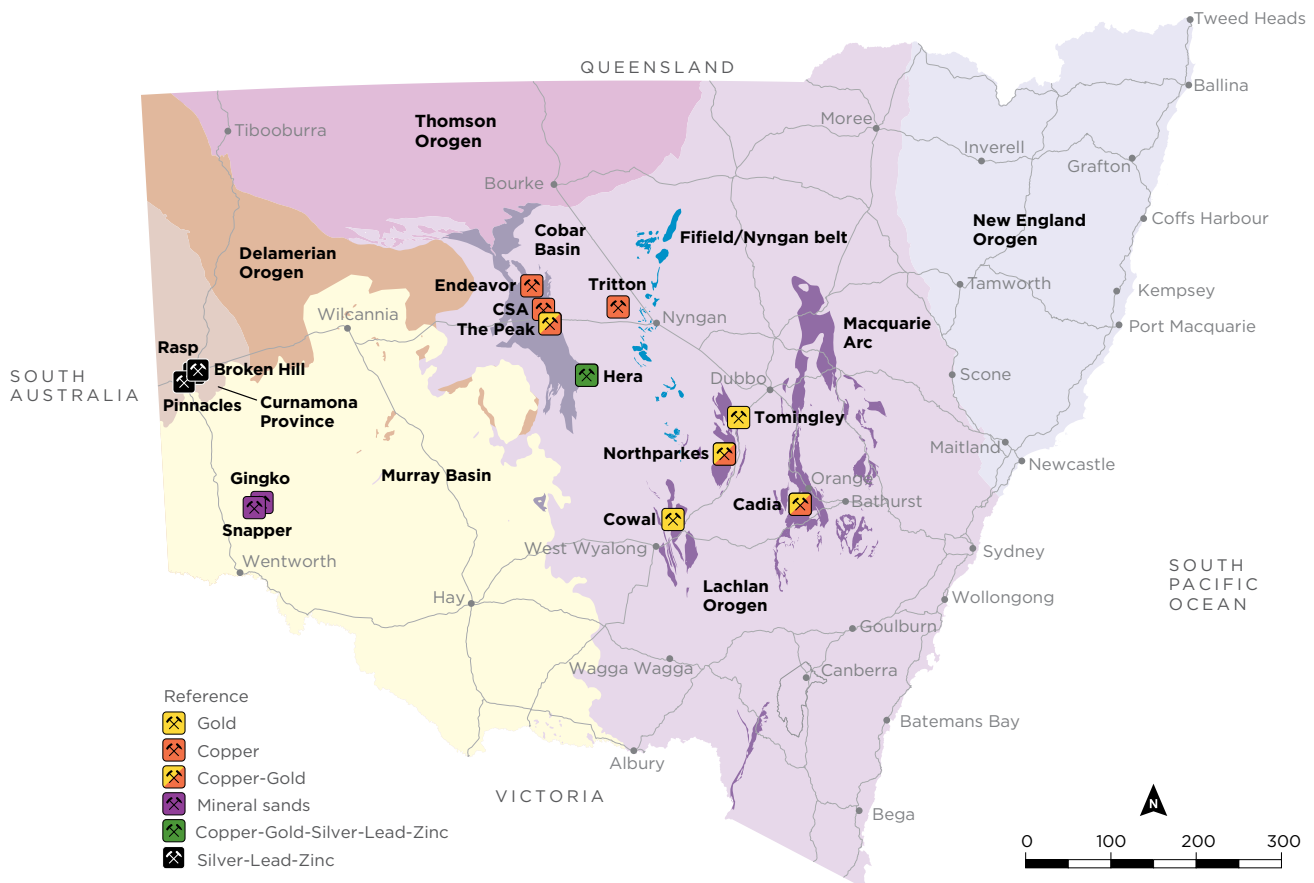 Tweed Heads
QUEENSLAND
Ballina
Thomson
Orogen
Tibooburra
Moree
Inverell
Grafton
Bourke
New England
Orogen
Coffs Harbour
Cobar
Basin
Fifield/Nyngan belt
Delamerian
Orogen
Endeavor
Tritton
Tamworth
Kempsey
CSA
The Peak
Wilcannia
Nyngan
Macquarie
Arc
Port Macquarie
Rasp
Broken Hill
SOUTH
AUSTRALIA
Pinnacles
Curnamona
Province
Hera
Dubbo
Scone
Tomingley
Northparkes
Maitland
Newcastle
Murray Basin
Gingko
Snapper
Orange
Cadia
Bathurst
Cowal
West Wyalong
Sydney
Wentworth
SOUTH
PACIFIC
OCEAN
Lachlan
Orogen
Hay
Wollongong
Goulburn
Wagga Wagga
Canberra
Batemans Bay
Albury
VICTORIA
Bega
Reference
Gold
Copper
Copper-Gold
Mineral sands
Copper-Gold-Silver-Lead-Zinc
Silver-Lead-Zinc
N
0 100 200 300